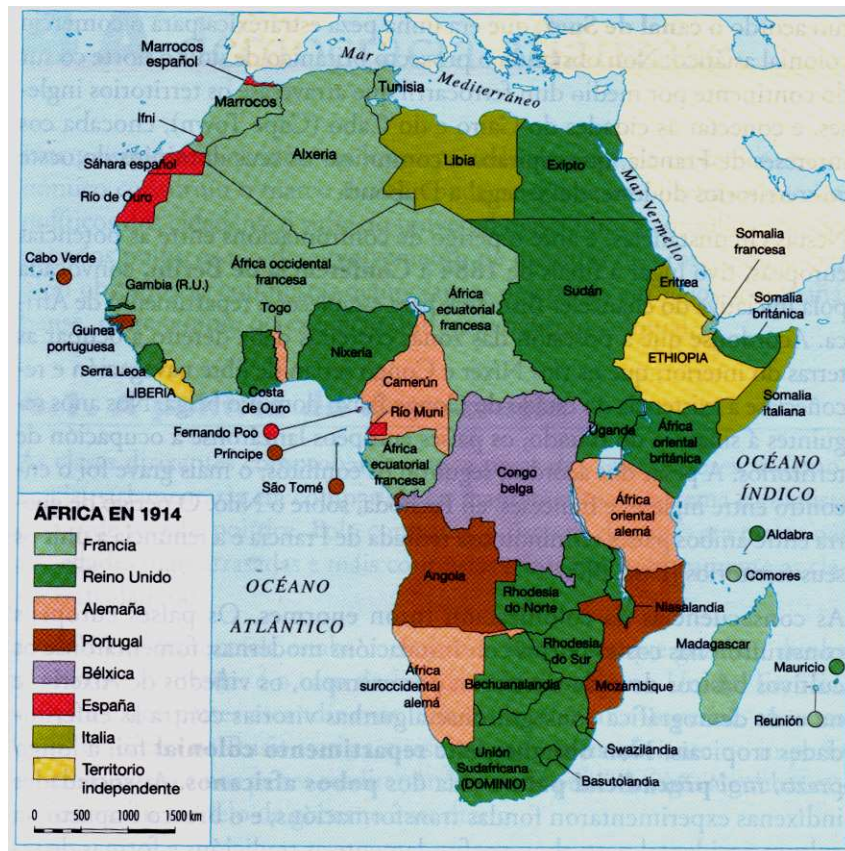 Marrocos
español
Mar
Mediterráneo
Marrocos
Tunisia
Ifni
Alxeria
Libia
Exipto
Sáhara español
Río de Ouro
Mar Vermello
Somalia
francesa
Cabo Verde
África occidental
francesa
Gambia (R.U.)
Togo
África
ecuatorial
francesa
Sudán
Eritrea
Somalia
británica
Guinea
portuguesa
Nixeria
ETHIOPIA
Serra Leoa
LIBERIA
Costa
de Ouro
Camerún
Fernando Poo
Río Muni
Somalia
italiana
Príncipe
África
ecuatorial
francesa
Uganda
África
oriental
británica
São Tomé
Congo
belga
OCÉANO
ÍNDICO
África
oriental
alemá
ÁFRICA EN 1914
Francia
Reino Unido
Alemaña
Portugal
Bélxica
España
Italia
Territorio
independente
0 500 1000 1500 km
OCÉANO
ATLÁNTICO
Aldabra
Comores
Angola
Rhodesia
do Norte
Niasalandia
Madagascar
Rhodesia
do Sur
Mauricio
África
suroccidental
alemá
Bechuanalandia
Mozambique
Reunión
Swazilandia
Unión
Sudafricana
(DOMINIO)
Basutolandia